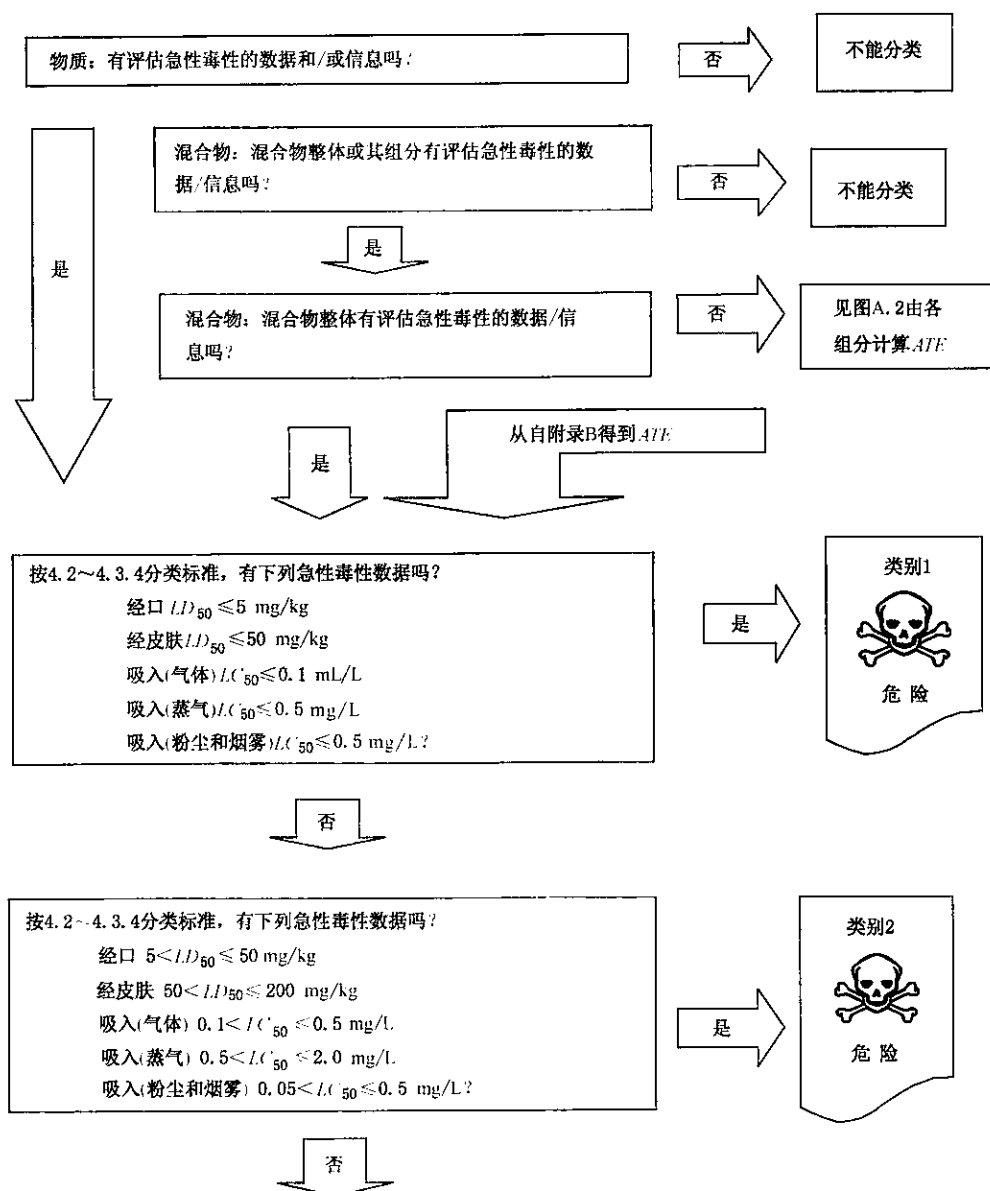 物质：有评估急性毒性的数据和/或信息吗？
否
不能分类
混合物：混合物整体或其组分有评估急性毒性的数
据/信息吗？
否
不能分类
是
是
混合物：混合物整体有评估急性毒性的数据/信
息吗？
否
见图A.2由各
组分计算ATE
从自附录B得到ATE
是
按4.2～4.3.4分类标准，有下列急性毒性数据吗？
经口 LD50 ≤5 mg/kg
经皮肤LD50≤50 mg/kg
吸入(气体)LC50≤0.1 mL/L
吸入(蒸气)LC50≤0.5 mg/L
吸入(粉尘和烟雾)LC50≤0.5 mg/L？
是
类别1
危 险
否
按4.2～4.3.4分类标准，有下列急性毒性数据吗？
经口 5<LD50≤50 mg/kg
经皮肤 50<LD50≤200 mg/kg
吸入(气体) 0.1<LC50≤0.5 mg/L
吸入(蒸气) 0.5<LC50≤2.0 mg/L
吸入(粉尘和烟雾) 0.05<LC50≤0.5 mg/L？
是
类别2
危 险
否